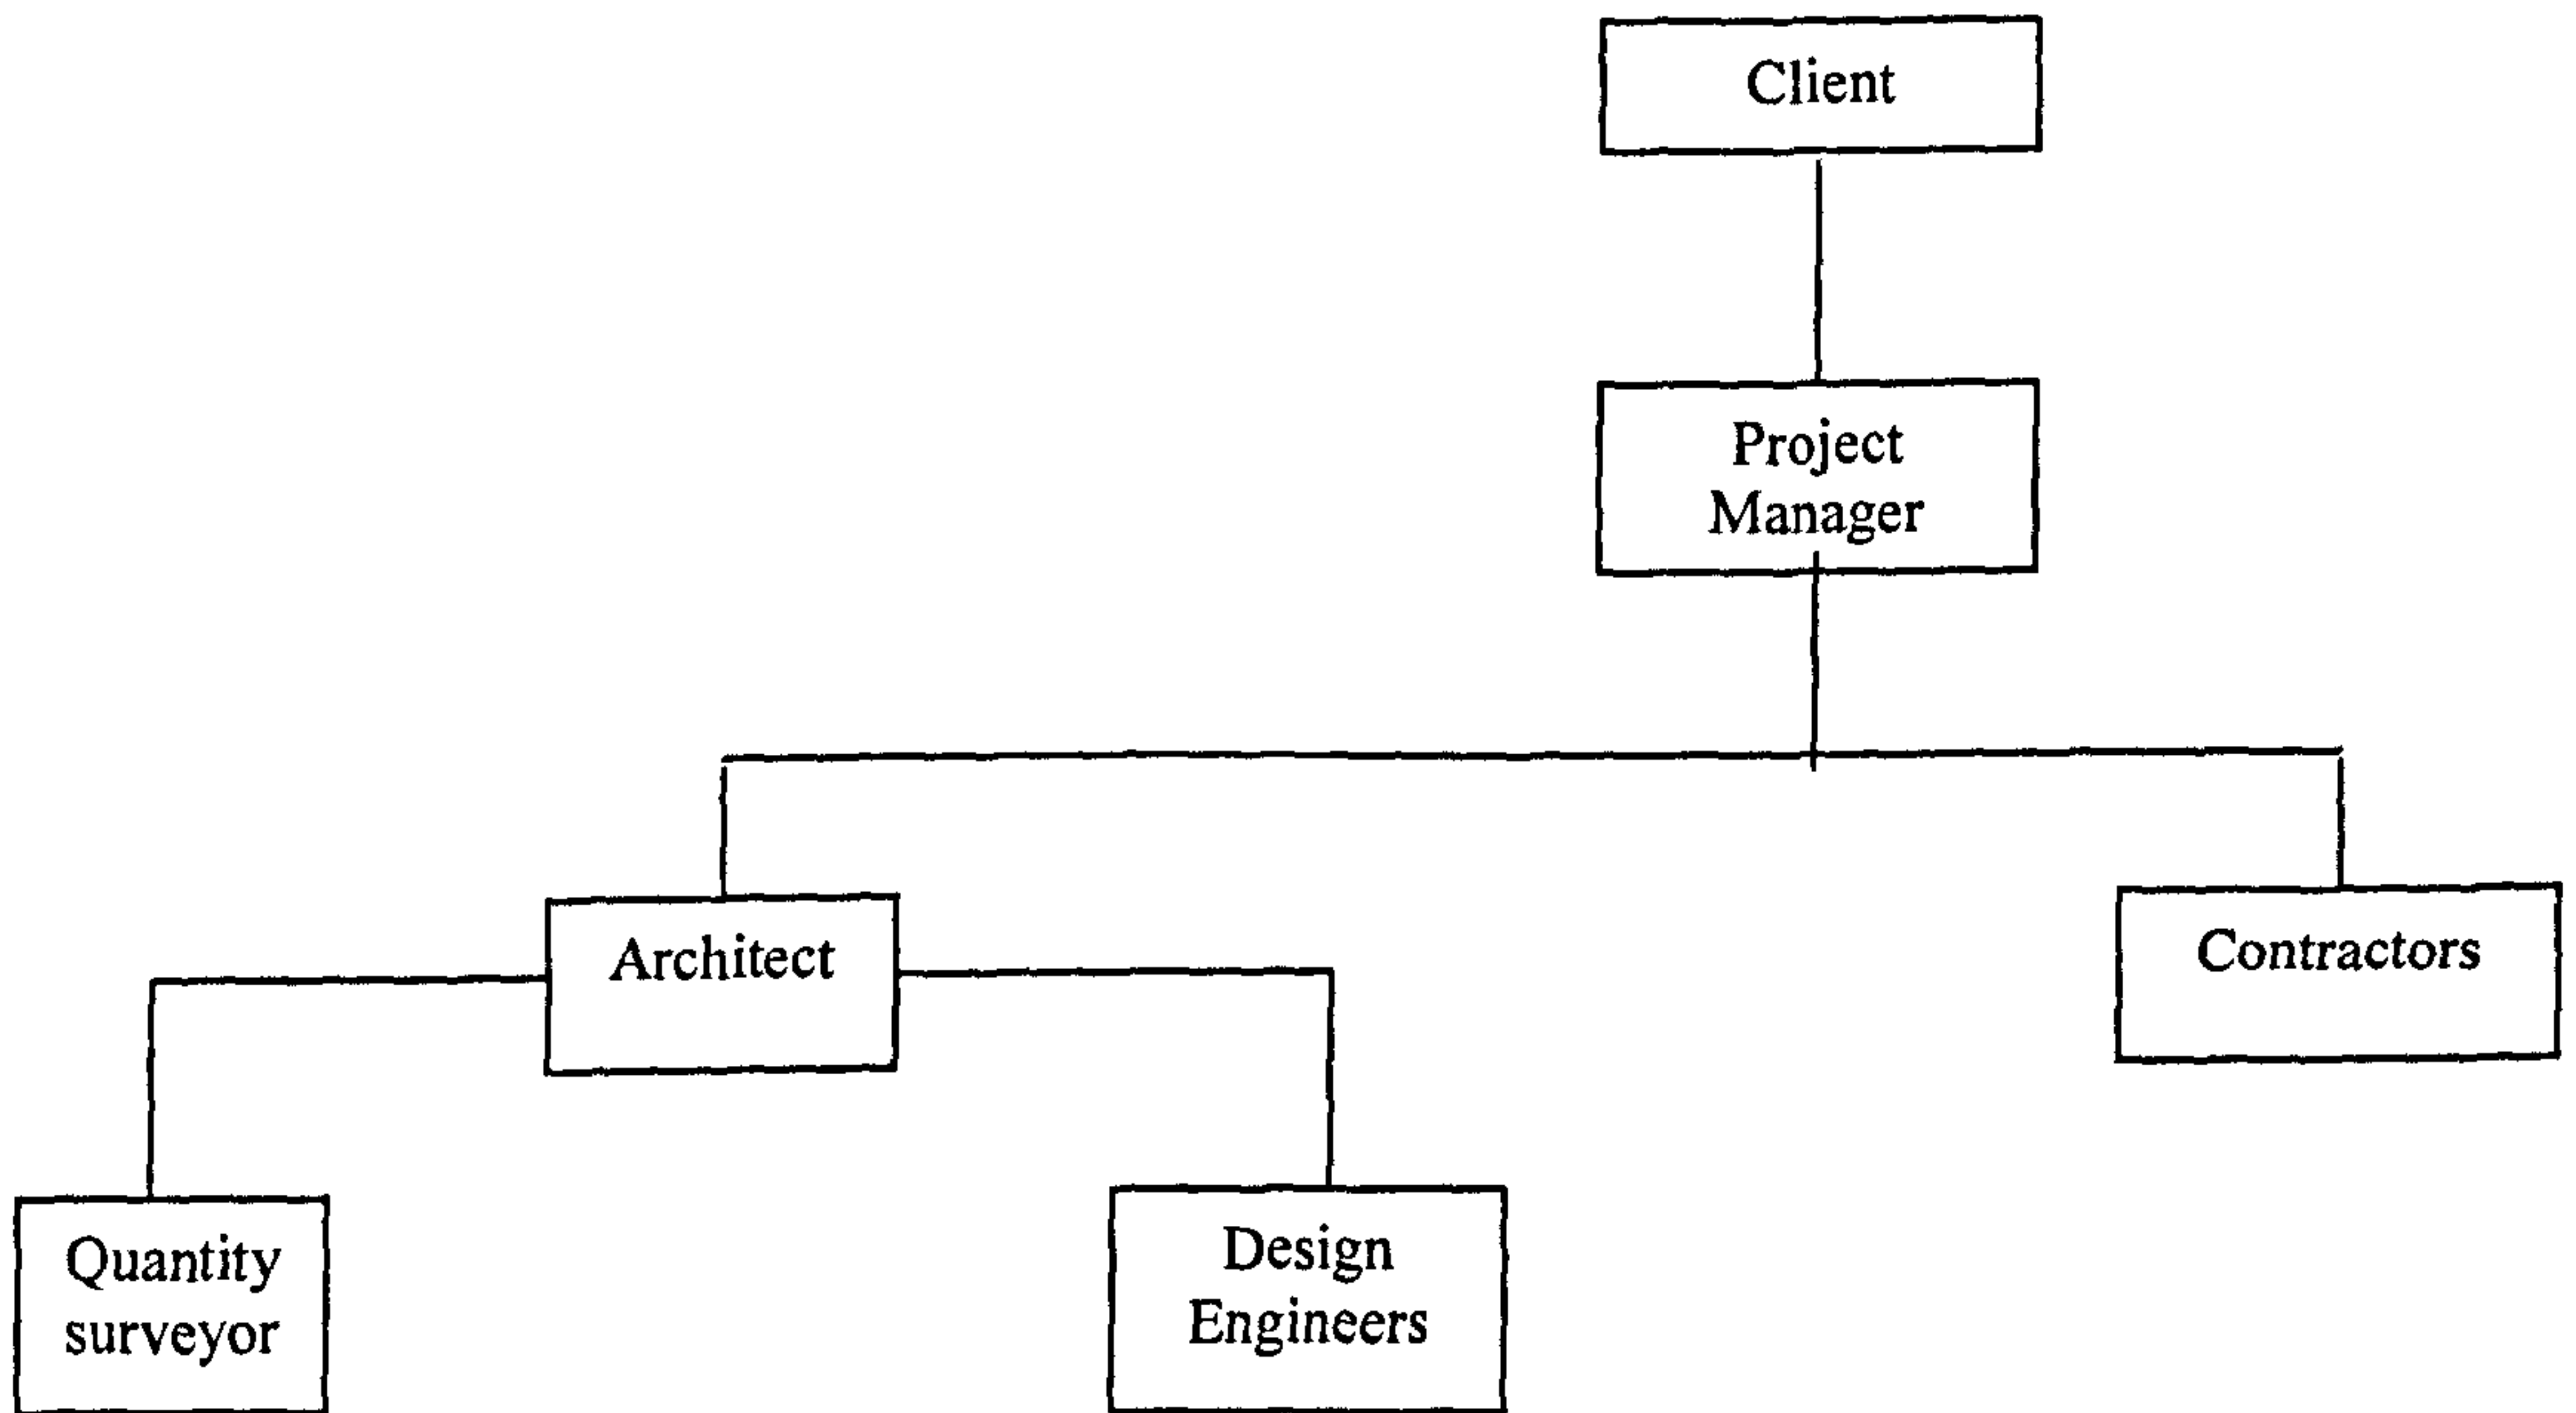 Client
Project
Manager
Architect
Contractors
Quantity
surveyor
Design
Engineers